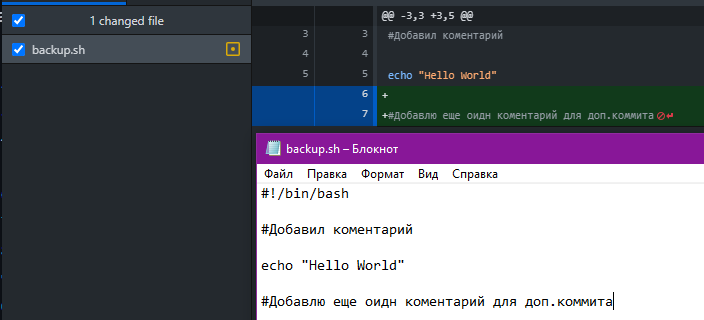 1 changed file
backup.sh
@@ -3,3 +3,5 @@
3 3 #Добавил коментарий
4 4
5 5 echo "Hello World"
6 +
7 +#Добавлю еще оидн коментарий для доп.коммита
backup.sh – Блокнот
Файл Правка Формат Вид Справка
#!/bin/bash
#Добавил коментарий
echo "Hello World"
#Добавлю еще оидн коментарий для доп.коммита